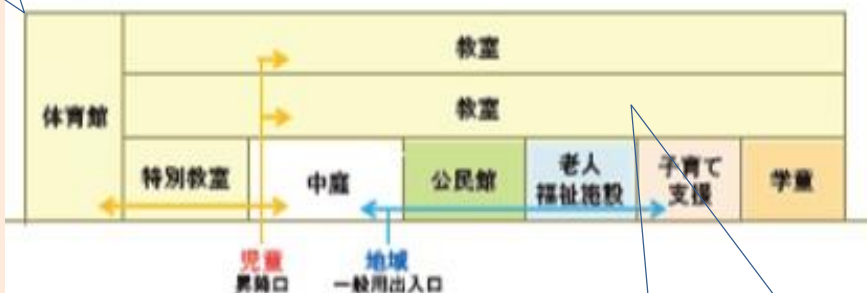 教室
体育館
教室
特別教室
中庭
公民館
老人
福祉施設
子育て
支援
学童
児童
昇降口
地域
一般用出入口